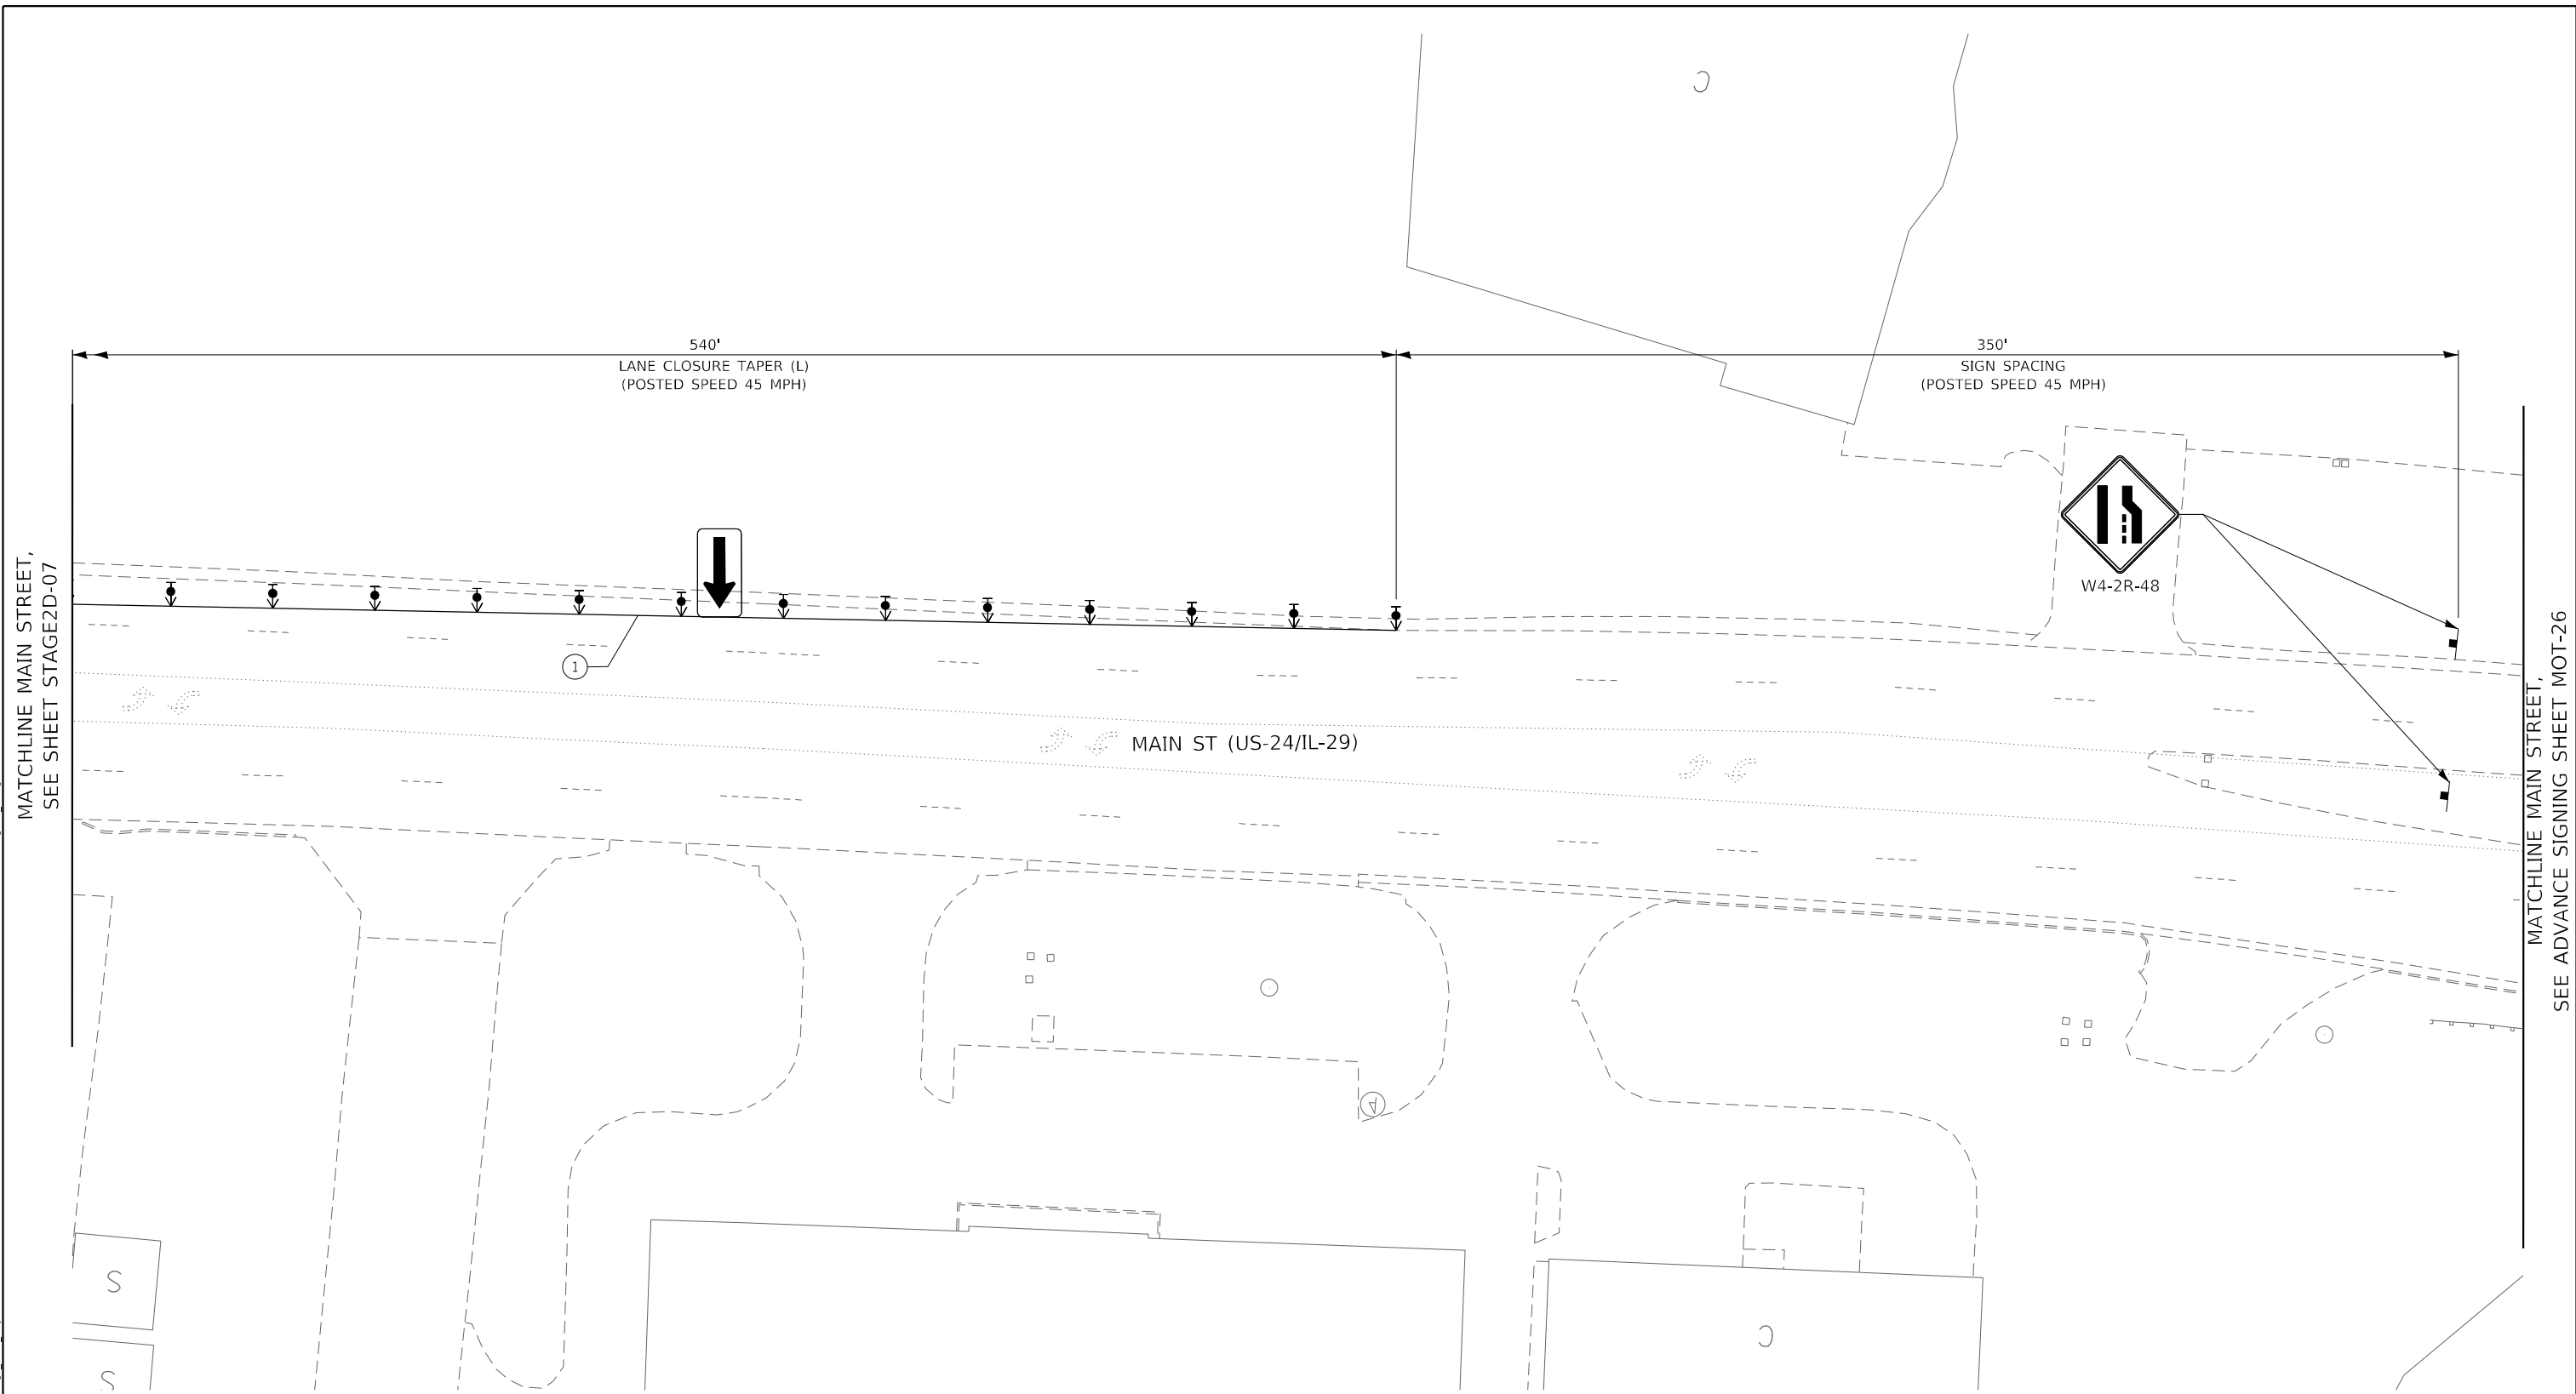 540'
LANE CLOSURE TAPER (L)
(POSTED SPEED 45 MPH)
350'
SIGN SPACING
(POSTED SPEED 45 MPH)
C
W4-2R-48
1
MAIN ST (US-24/IL-29)
MATCHLINE MAIN STREET,
SEE SHEET STAGE2D-07
MATCHLINE MAIN STREET,
SEE ADVANCE SIGNING SHEET MOT-26
A
S
S
C